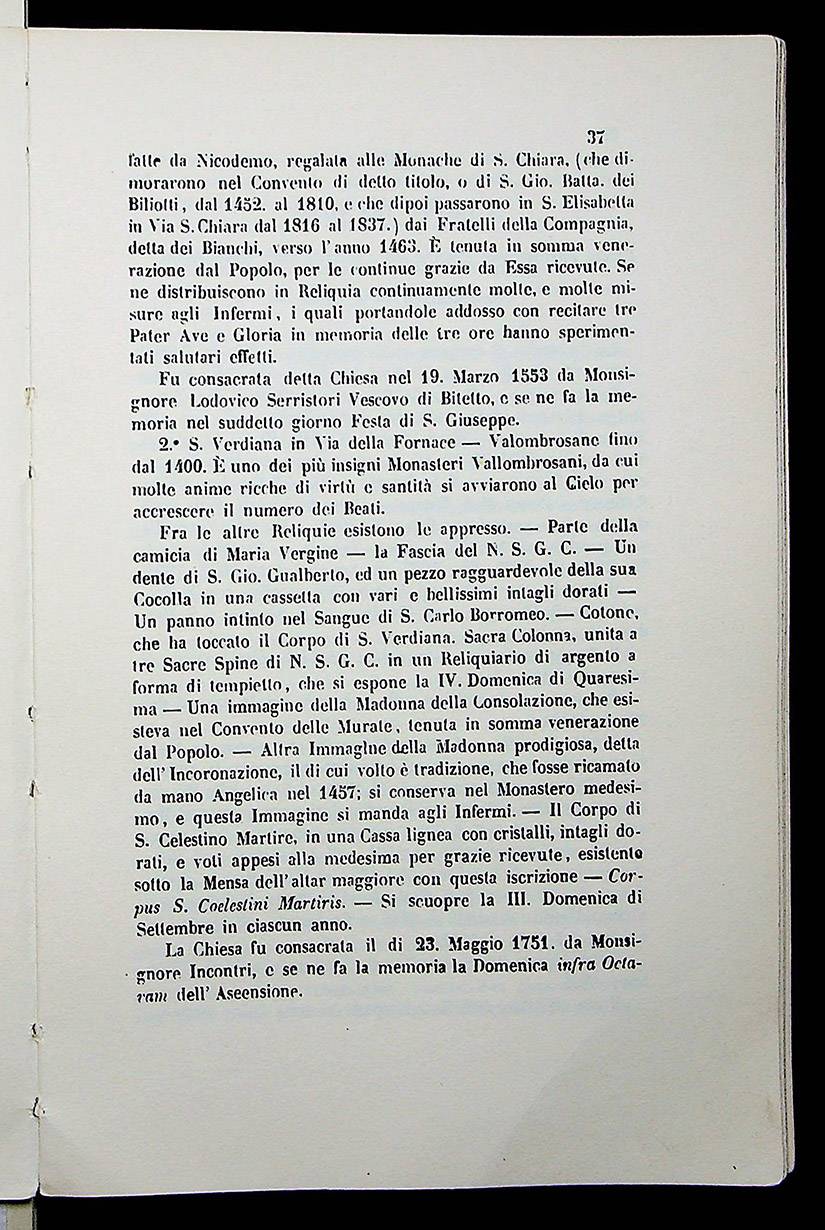 37
fatte da Nicodemo, regalata alle Monache di S. Chiara, (che di-
morarono nel Convento di detto titolo, o di S. Gio. Batta. dei
Biliotti, dal 1452. al 1810, e che dipoi passarono in S. Elisabetta
in Via S. Chiara dal 1816 al 1837.) dai Fratelli della Compagnia,
detta dei Bianchi, verso l'anno 1463. È tenuta in somma vene-
razione dal Popolo, per le continue grazie da Essa ricevute. Se
ne distribuiscono in Reliquia continuamente molte, e molte mi-
sure agli Infermi, i quali portandole addosso con recitare tre
Pater Ave e Gloria in memoria delle tre ore hanno sperimen-
tati salutari effetti.
Fu consacrata detta Chiesa nel 19. Marzo 1553 da Monsi-
gnore Lodovico Serristori Vescovo di Bitetto, e se ne fa la me-
moria nel suddetto giorno Festa di S. Giuseppe.
2.° S. Verdiana in Via della Fornace — Valombrosane fino
dal 1400. È uno dei più insigni Monasteri Vallombrosani, da cui
molte anime ricche di virtù e santità si avviarono al Cielo per
accrescere il numero dei Beati.
Fra le altre Reliquie esistono le appresso. — Parte della
camicia di Maria Vergine — la Fascia del N. S. G. C. — Un
dente di S. Gio. Gualberto, ed un pezzo ragguardevole della sua
Cocolla in una cassetta con vari e bellissimi intagli dorati —
Un panno intinto nel Sangue di S. Carlo Borromeo. — Cotone,
che ha toccato il Corpo di S. Verdiana. Sacra Colonna, unita a
tre Sacre Spine di N. S. G. C. in un Reliquiario di argento a
forma di tempietto, che si espone la IV. Domenica di Quaresi-
ma — Una immagine della Madonna della Consolazione, che esi-
steva nel Convento delle Murate, tenuta in somma venerazione
dal Popolo. — Altra Immagine della Madonna prodigiosa, detta
dell' Incoronazione, il di cui volto è tradizione, che fosse ricamato
da mano Angelica nel 1457; si conserva nel Monastero medesi-
mo, e questa Immagine si manda agli Infermi. — Il Corpo di
S. Celestino Martire, in una Cassa lignea con cristalli, intagli do-
rati, e voti appesi alla medesima per grazie ricevute, esistente
sotto la Mensa dell'altar maggiore con questa iscrizione — Cor-
pus S. Coelestini Martiris. — Si scuopre la III. Domenica di
Settembre in ciascun anno.
La Chiesa fu consacrata il di 23. Maggio 1751. da Monsi-
gnore Incontri, e se ne fa la memoria la Domenica infra Octa-
vam dell' Ascensione.